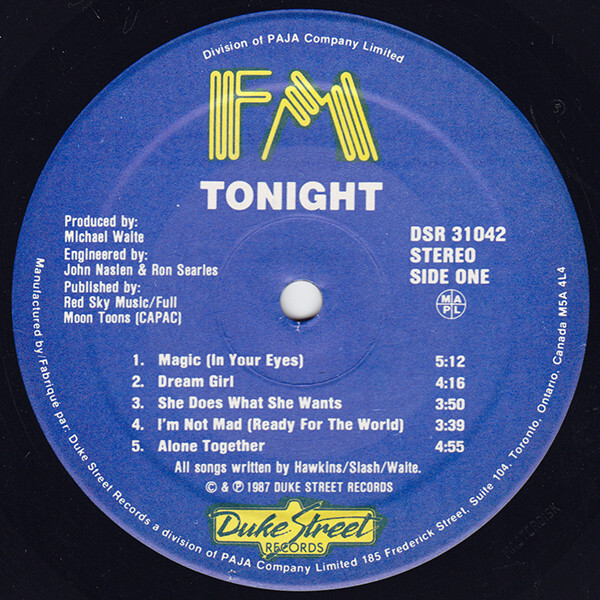 Division of PAJA Company Limited
FM
TONIGHT
Produced by:
Michael Waite
Engineered by:
John Naslen & Ron Searles
Published by:
Red Sky Music/Full
Moon Toons (CAPAC)
DSR 31042
STEREO
SIDE ONE
M A
P L
1. Magic (In Your Eyes) 5:12
2. Dream Girl 4:16
3. She Does What She Wants 3:50
4. I'm Not Mad (Ready For The World) 3:39
5. Alone Together 4:55
All songs written by Hawkins/Slash/Waite.
© & ℗ 1987 DUKE STREET RECORDS
Duke Street
RECORDS
Manufactured by/Fabriqué par: Duke Street Records a division of PAJA Company Limited 185 Frederick Street, Suite 104, Toronto, Ontario, Canada M5A 4L4